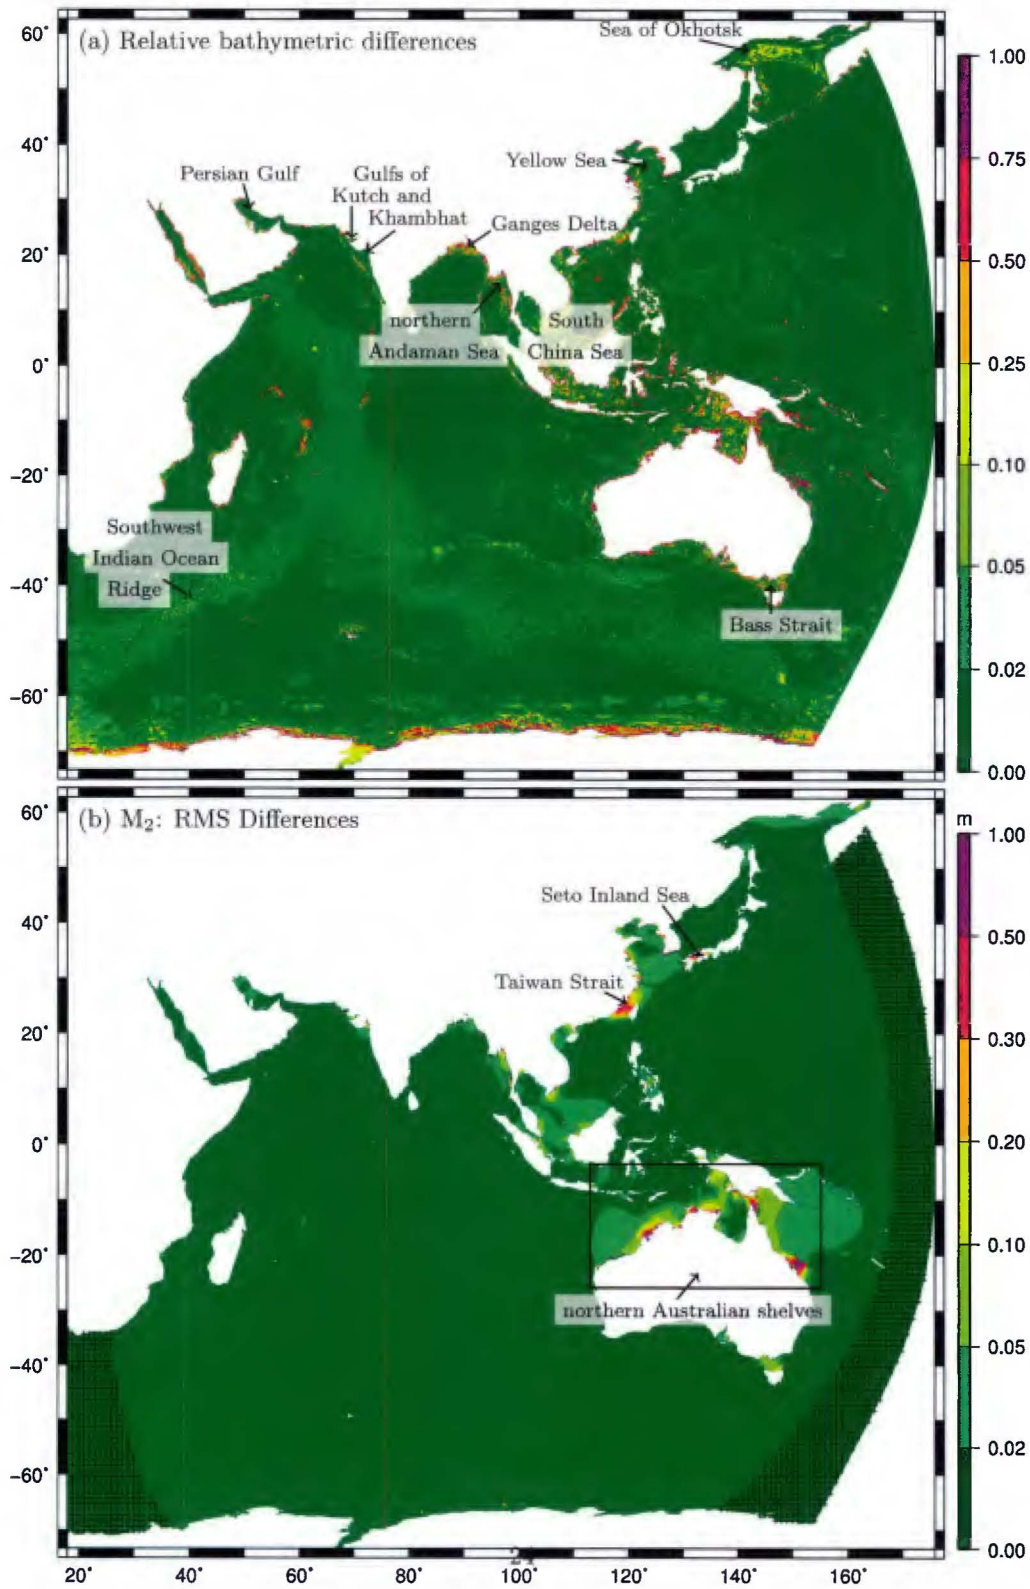 (a) Relative bathymetric differences
Sea of Okhotsk
Yellow Sea
Persian Gulf
Gulfs of
Kutch and
Khambhat
Ganges Delta
northern
Andaman Sea
South
China Sea
Southwest
Indian Ocean
Ridge
Bass Strait
60°
40°
20°
0°
−20°
−40°
−60°
1.00
0.75
0.50
0.25
0.10
0.05
0.02
0.00
(b) M₂: RMS Differences
Seto Inland Sea
Taiwan Strait
northern Australian shelves
60°
40°
20°
0°
−20°
−40°
−60°
m
1.00
0.50
0.30
0.20
0.10
0.05
0.02
0.00
20° 40° 60° 80° 100° 120° 140° 160°